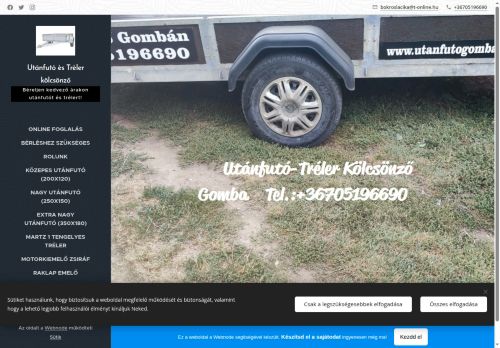 bokroslacika@t-online.hu
+36705196690
Utánfutó és Tréler
kölcsönző
Béreljen kedvező árakon
utánfutót és trélert!
ONLINE FOGLALÁS
BÉRLÉSHEZ SZÜKSÉGES
ROLUNK
KÖZEPES UTÁNFUTÓ
(200X120)
NAGY UTÁNFUTÓ
(250X150)
EXTRA NAGY
UTÁNFUTÓ (350X180)
MARTZ 1 TENGELYES
TRÉLER
MOTORKIEMELŐ ZSIRÁF
RAKLAP EMELŐ
Gombán
5196690
www.utanfutogomb
Utánfutó-Tréler Kölcsönző
Gomba Tel.:+36705196690
Sütiket használunk, hogy biztosítsuk a weboldal megfelelő működését és biztonságát, valamint
hogy a lehető legjobb felhasználói élményt kínáljuk Neked.
Csak a legszükségesebbek elfogadása
Összes elfogadása
Az oldalt a Webnode működteti
Sütik
Ez a weboldal a Webnode segítségével készült. Készítsd el a sajátodat ingyenesen még ma!
Kezdd el